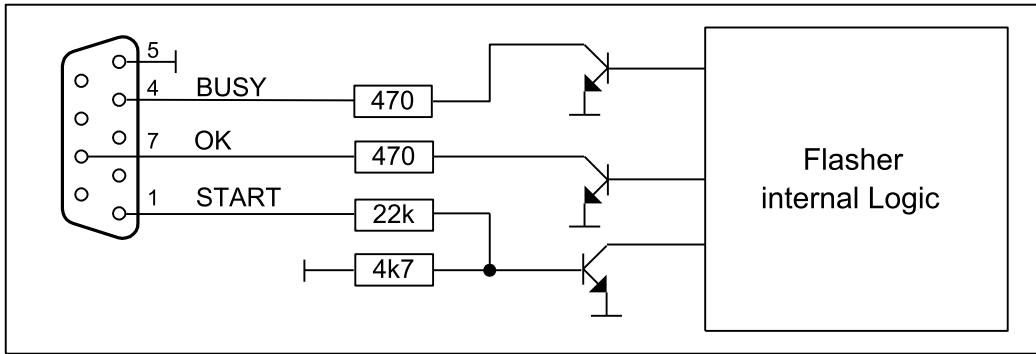 5
4 BUSY 470
7 OK 470
1 START 22k
4k7
Flasher
internal Logic